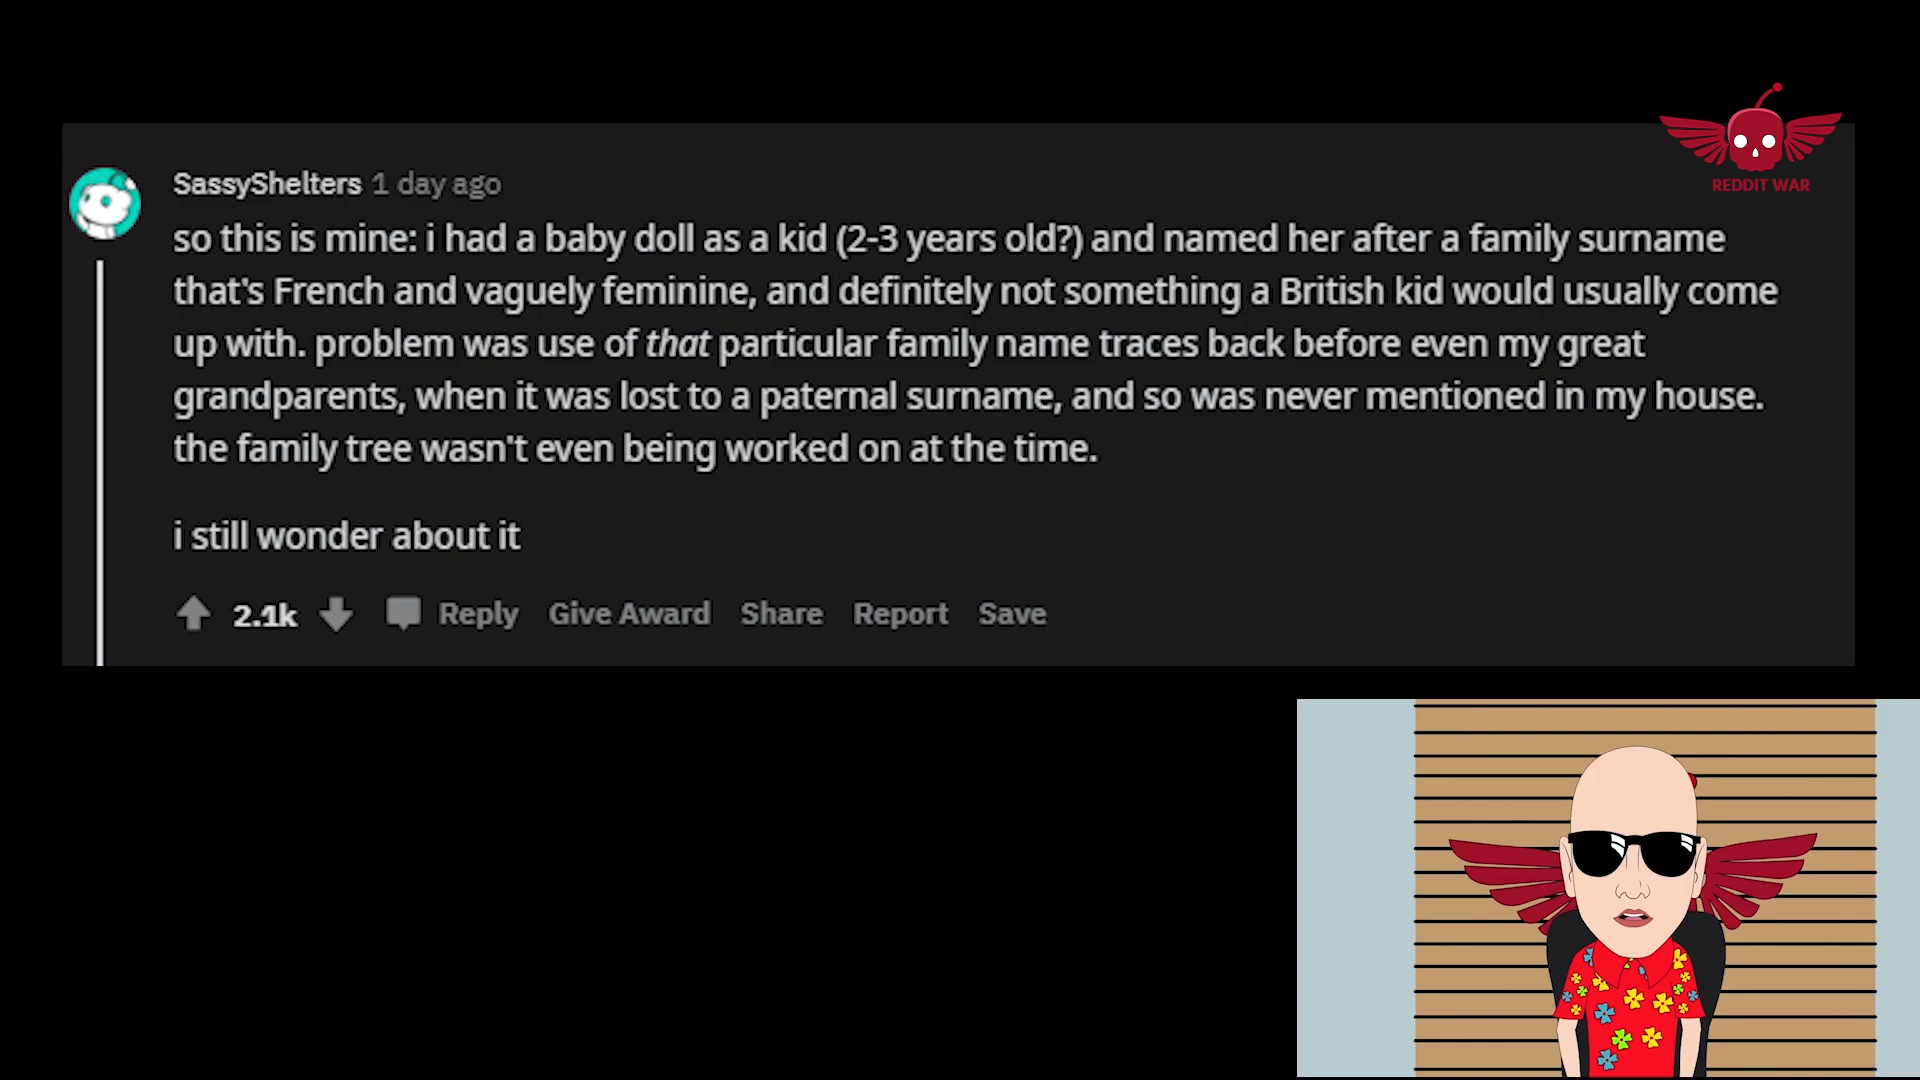 REDDIT WAR
SassyShelters 1 day ago
so this is mine: i had a baby doll as a kid (2-3 years old?) and named her after a family surname
that's French and vaguely feminine, and definitely not something a British kid would usually come
up with. problem was use of that particular family name traces back before even my great
grandparents, when it was lost to a paternal surname, and so was never mentioned in my house.
the family tree wasn't even being worked on at the time.
i still wonder about it
2.1k Reply Give Award Share Report Save